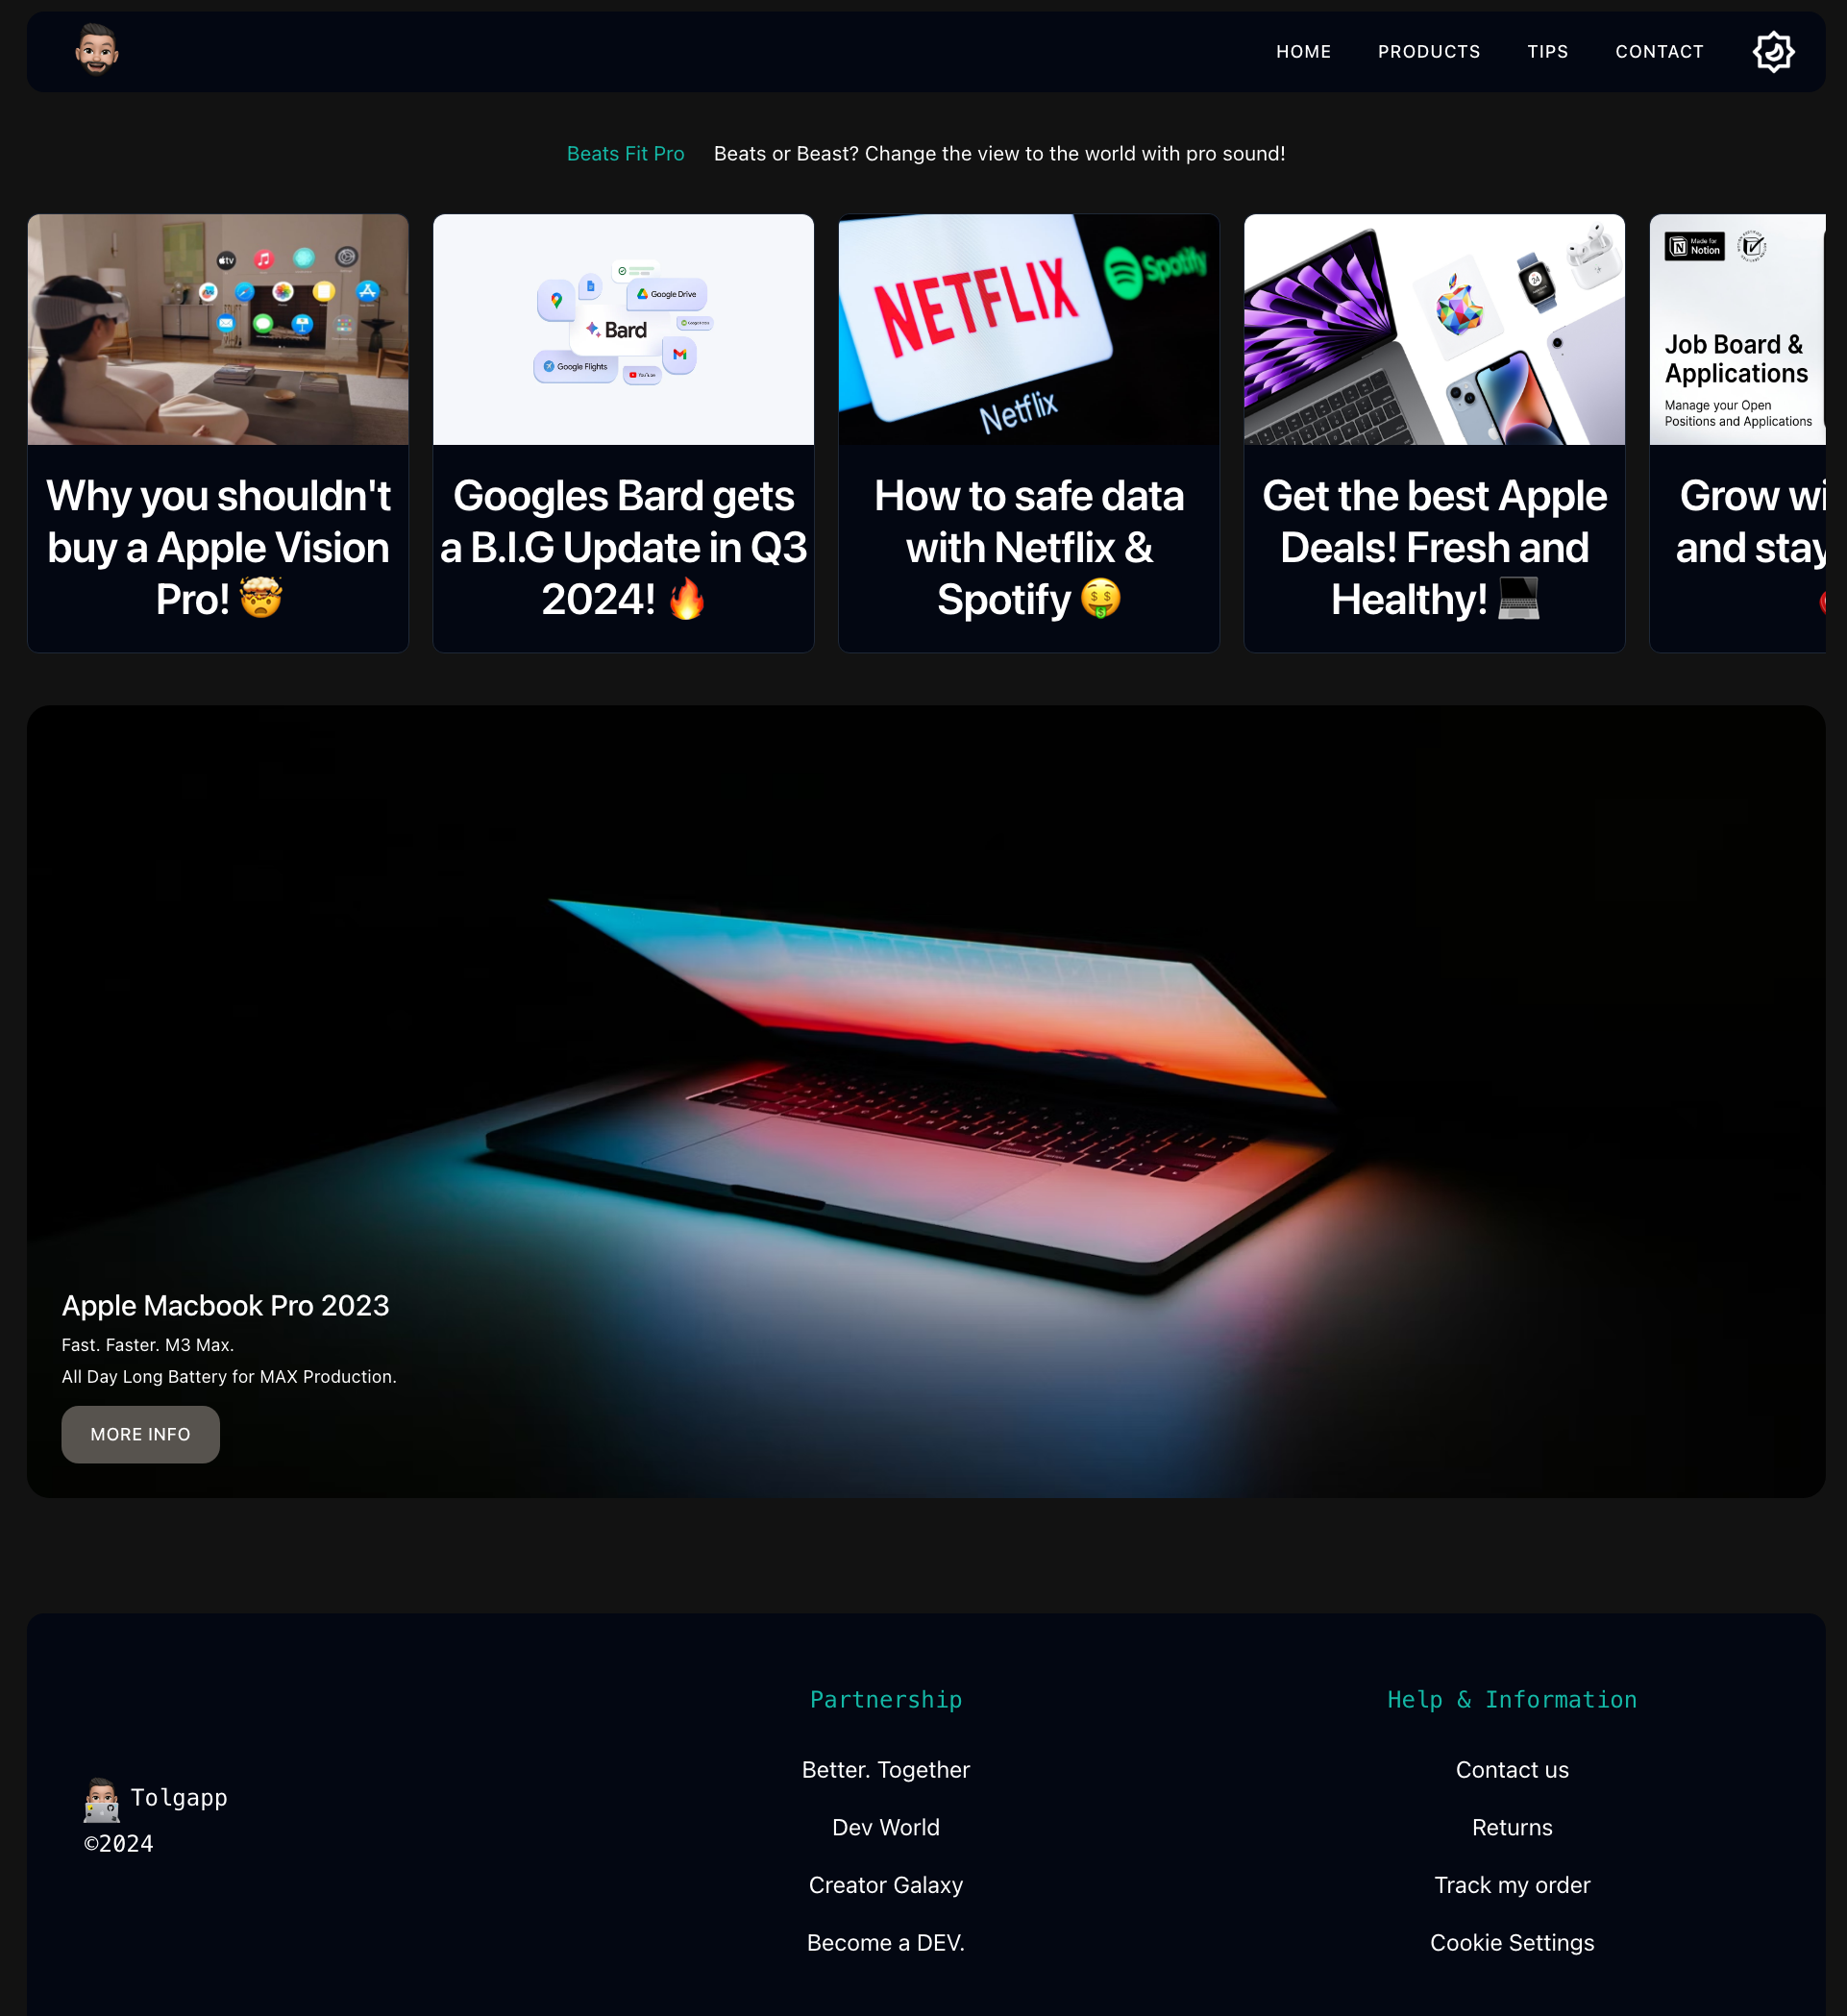 HOME PRODUCTS TIPS CONTACT
Beats Fit Pro Beats or Beast? Change the view to the world with pro sound!
tv
Google Drive
Bard
Google Flights
YouTube
NETFLIX
Spotify
Netflix
24
Made for
Notion
Job Board &
Applications
Manage your Open
Positions and Applications
Why you shouldn't
buy a Apple Vision
Pro! 🤯
Googles Bard gets
a B.I.G Update in Q3
2024! 🔥
How to safe data
with Netflix &
Spotify 🤑
Get the best Apple
Deals! Fresh and
Healthy! 💻
Grow wi
and stay
Apple Macbook Pro 2023
Fast. Faster. M3 Max.
All Day Long Battery for MAX Production.
MORE INFO
Tolgapp
©2024
Partnership
Better. Together
Dev World
Creator Galaxy
Become a DEV.
Help & Information
Contact us
Returns
Track my order
Cookie Settings